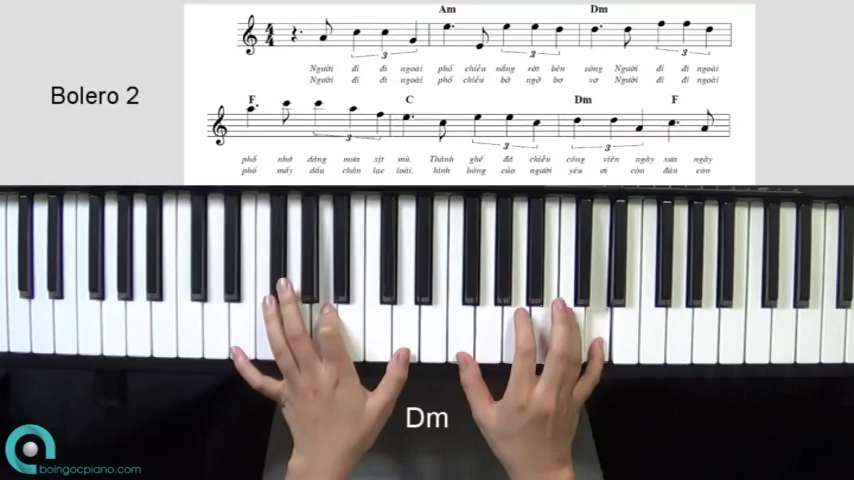 Am Dm
Người đi đi ngoài phố chiều nắng rớt bên sông Người đi đi ngoài
Người đi đi ngoài phố chiều bỡ ngỡ bơ vơ Người đi đi ngoài
Bolero 2
F C Dm F
phố nhớ dáng mưa xịt mù. Thành ghế đá chiều công viên ngày xưa ngày
phố mấy dấu chân lạc loài. hình bóng của người yêu ơi còn đâu còn
Dm
boingocpiano.com